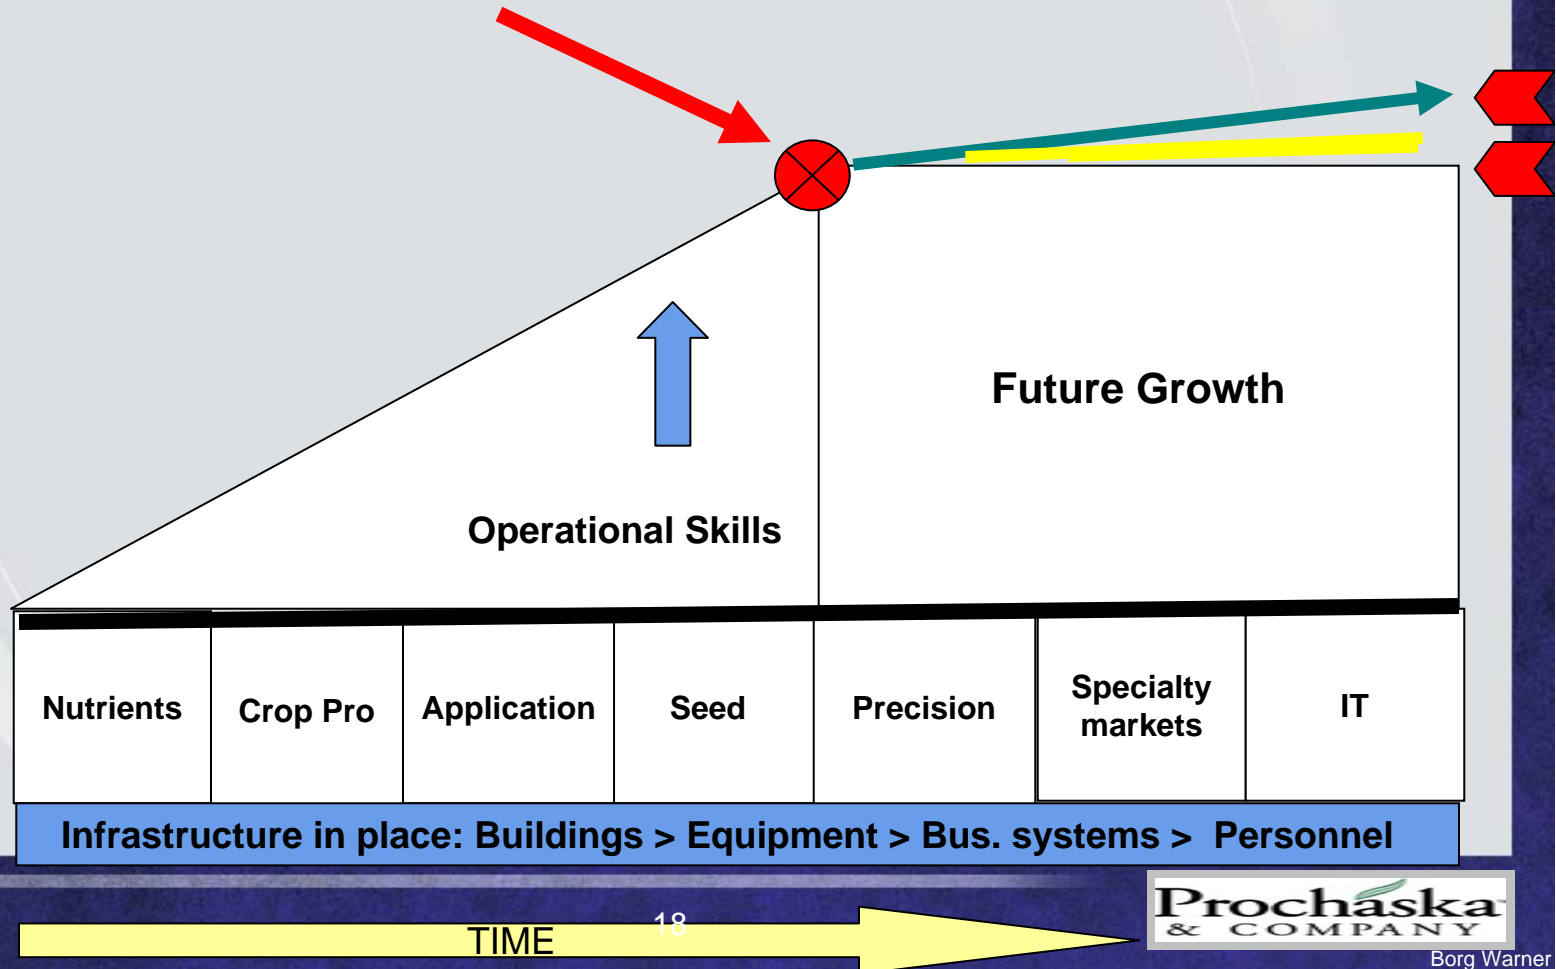 Future Growth
Operational Skills
Nutrients
Crop Pro
Application
Seed
Precision
Specialty
markets
IT
Infrastructure in place: Buildings > Equipment > Bus. systems > Personnel
TIME
18
Prochaska
& COMPANY
Borg Warner